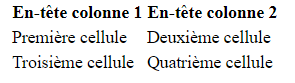 En-tête colonne 1 En-tête colonne 2
Première cellule Deuxième cellule
Troisième cellule Quatrième cellule